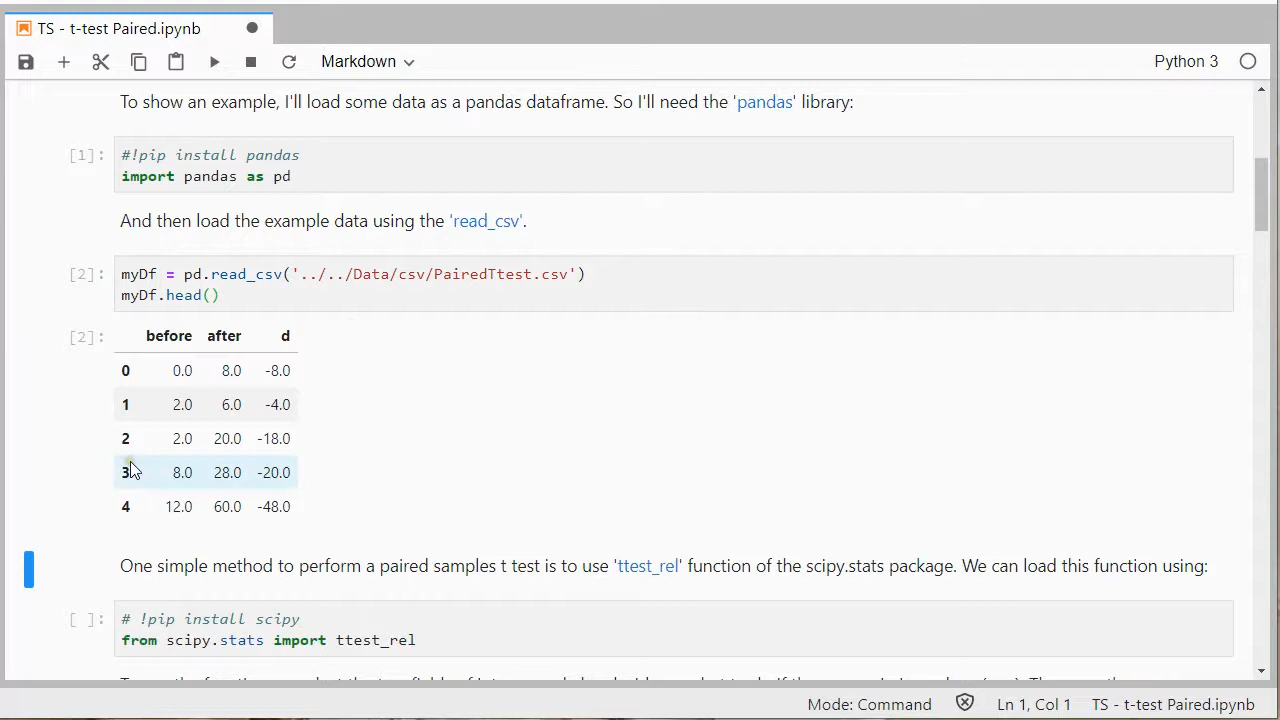 TS - t-test Paired.ipynb
Markdown
Python 3
To show an example, I'll load some data as a pandas dataframe. So I'll need the 'pandas' library:
[1]:
#!pip install pandas
import pandas as pd
And then load the example data using the 'read_csv'.
[2]:
myDf = pd.read_csv('../../Data/csv/PairedTtest.csv')
myDf.head()
[2]:
before after d
0 0.0 8.0 -8.0
1 2.0 6.0 -4.0
2 2.0 20.0 -18.0
3 8.0 28.0 -20.0
4 12.0 60.0 -48.0
One simple method to perform a paired samples t test is to use 'ttest_rel' function of the scipy.stats package. We can load this function using:
[ ]:
# !pip install scipy
from scipy.stats import ttest_rel
Mode: Command
Ln 1, Col 1
TS - t-test Paired.ipynb